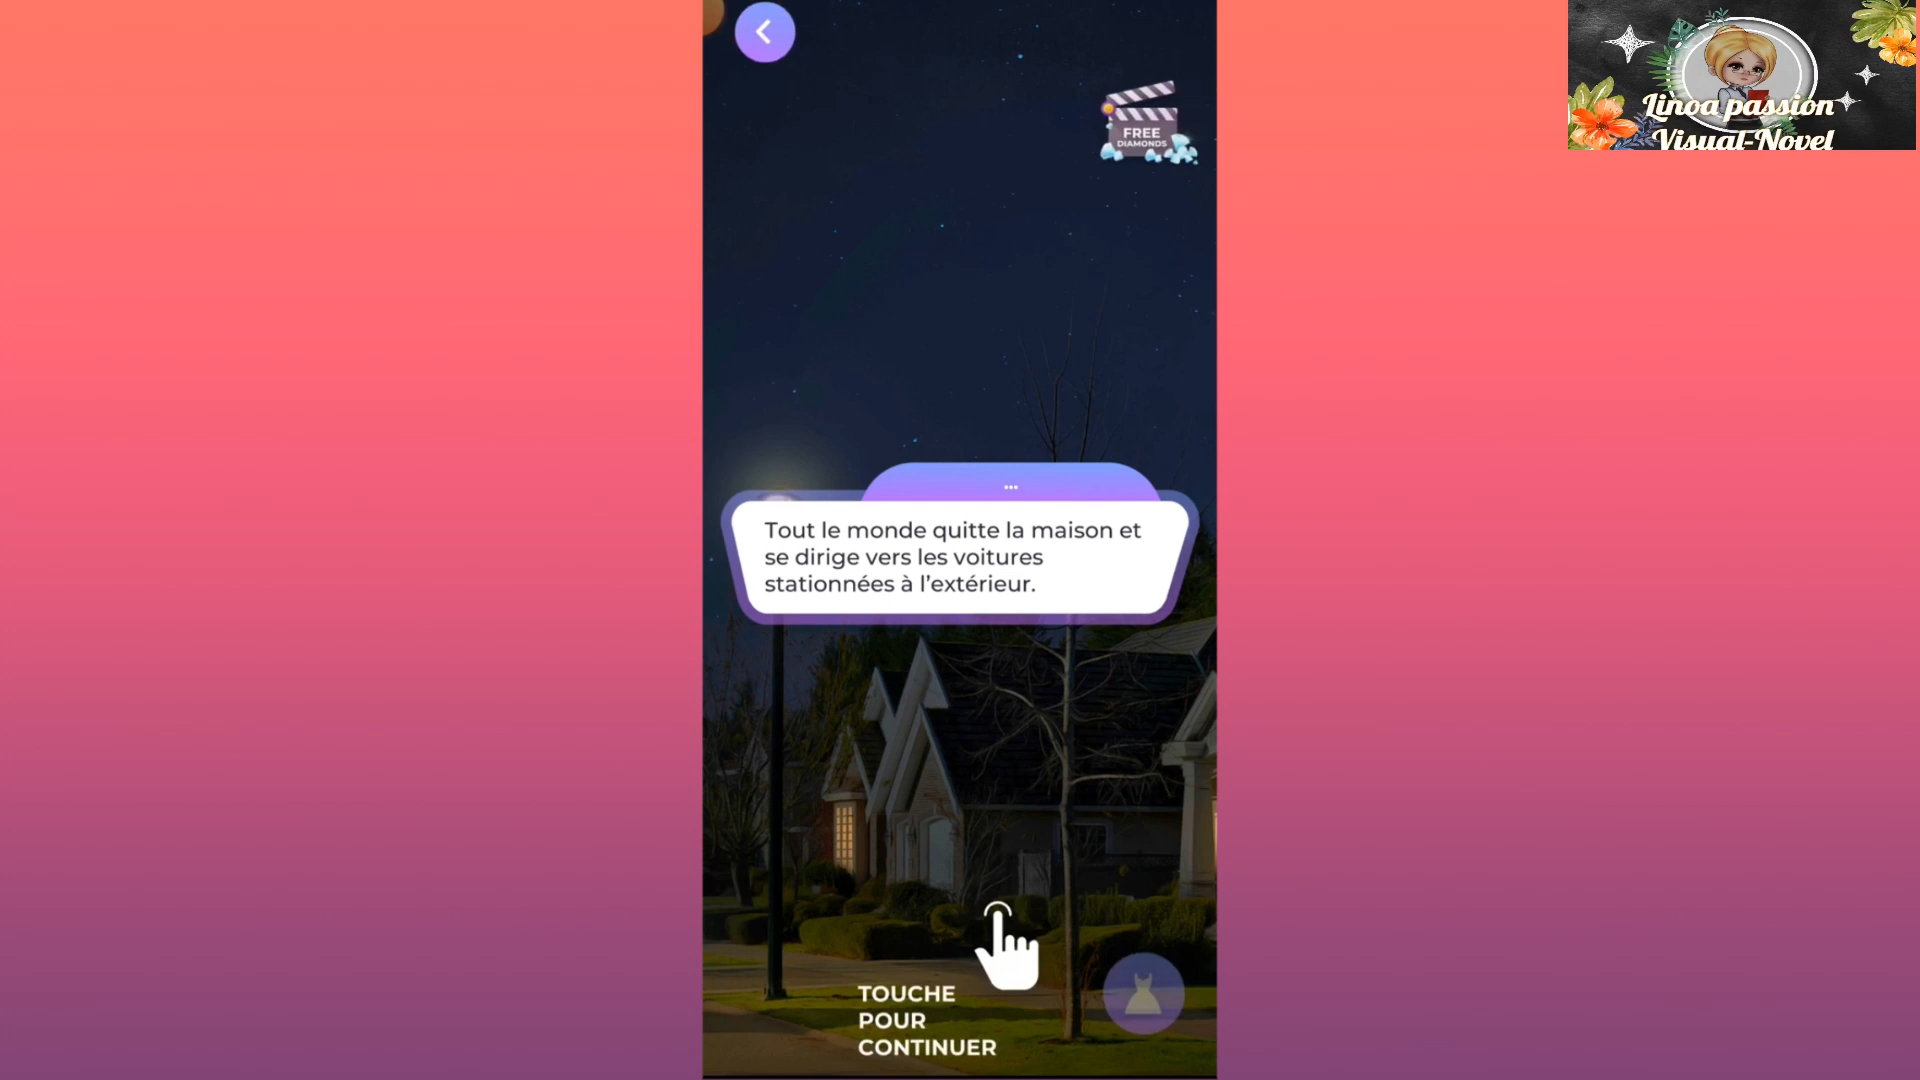 FREE
DIAMONDS
Linoa passion
Visual-Novel
...
Tout le monde quitte la maison et
se dirige vers les voitures
stationnées à l’extérieur.
TOUCHE
POUR
CONTINUER